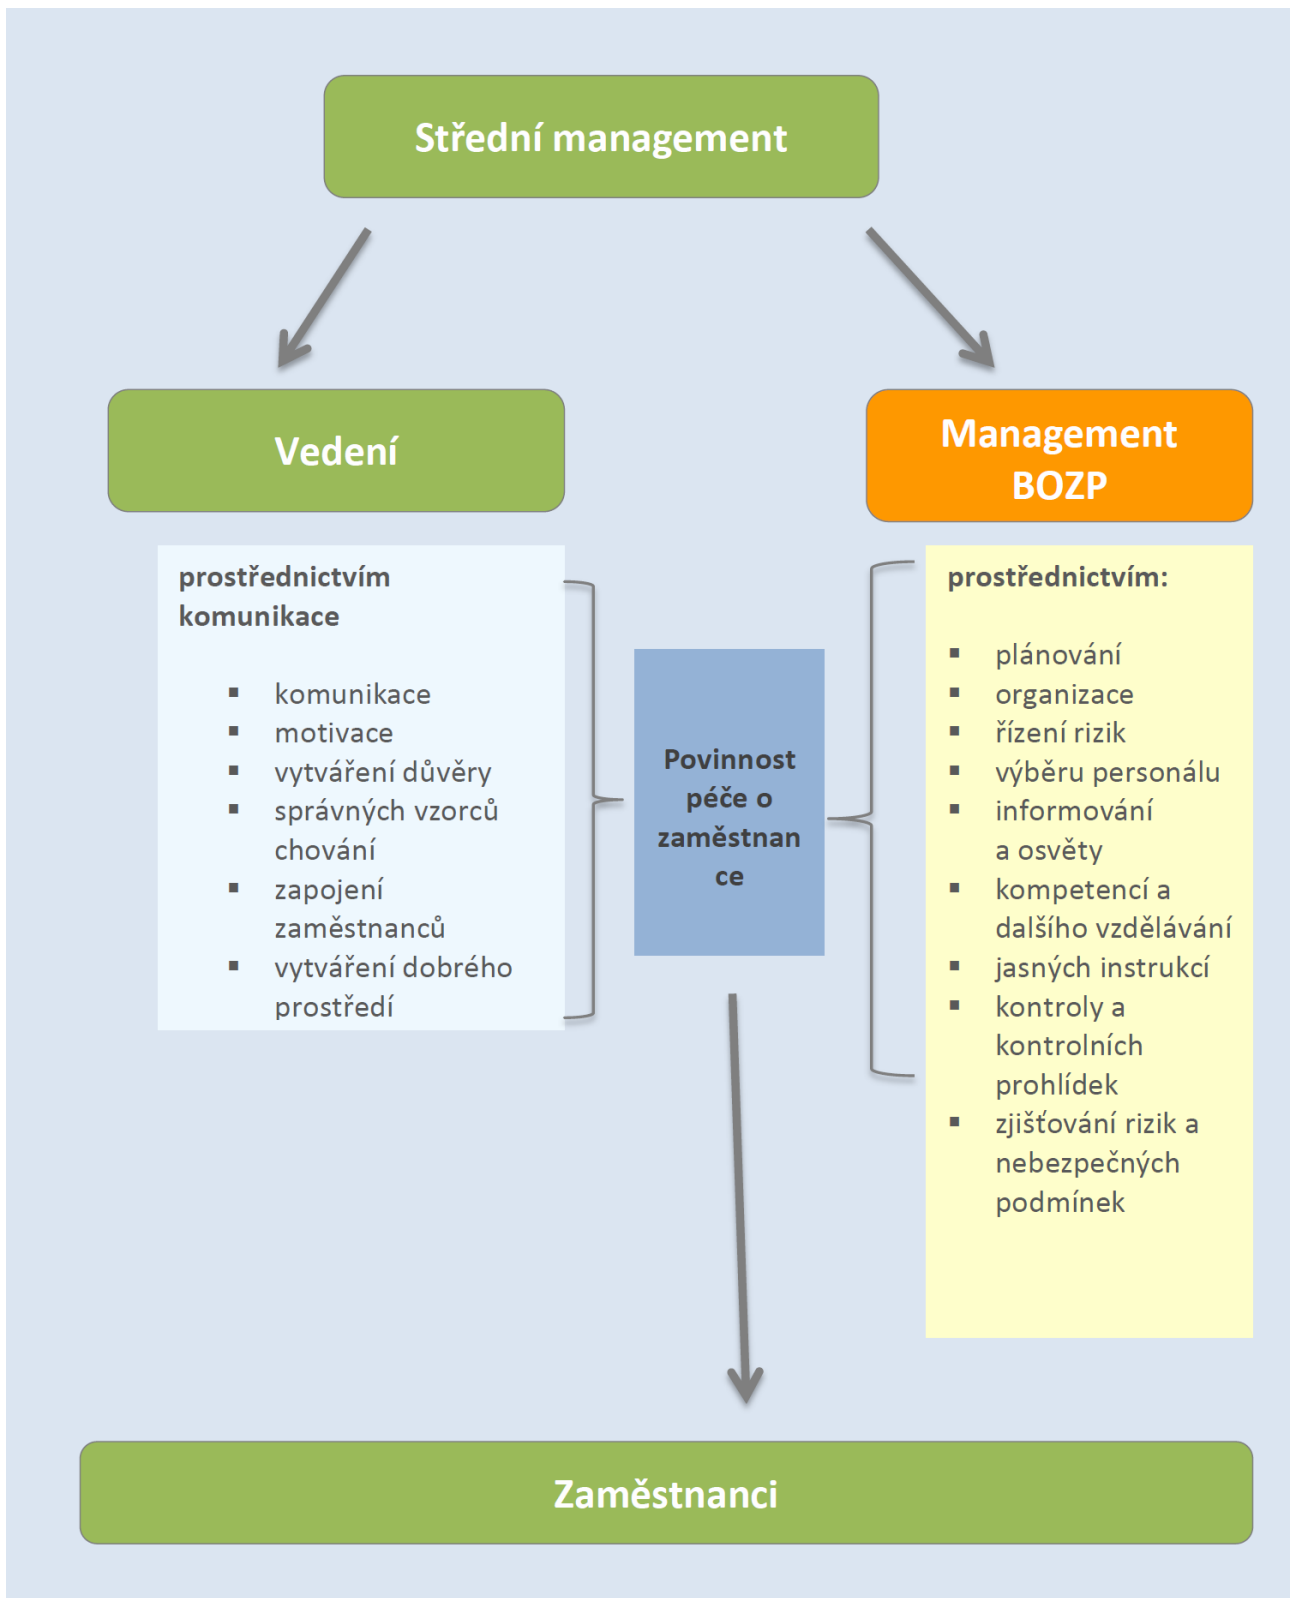 Střední management
Vedení
Management
BOZP
prostřednictvím
komunikace
▪ komunikace
▪ motivace
▪ vytváření důvěry
▪ správných vzorců
chování
▪ zapojení
zaměstnanců
▪ vytváření dobrého
prostředí
Povinnost
péče o
zaměstnan
ce
prostřednictvím:
▪ plánování
▪ organizace
▪ řízení rizik
▪ výběru personálu
▪ informování
a osvěty
▪ kompetencí a
dalšího vzdělávání
▪ jasných instrukcí
▪ kontroly a
kontrolních
prohlídek
▪ zjišťování rizik a
nebezpečných
podmínek
Zaměstnanci